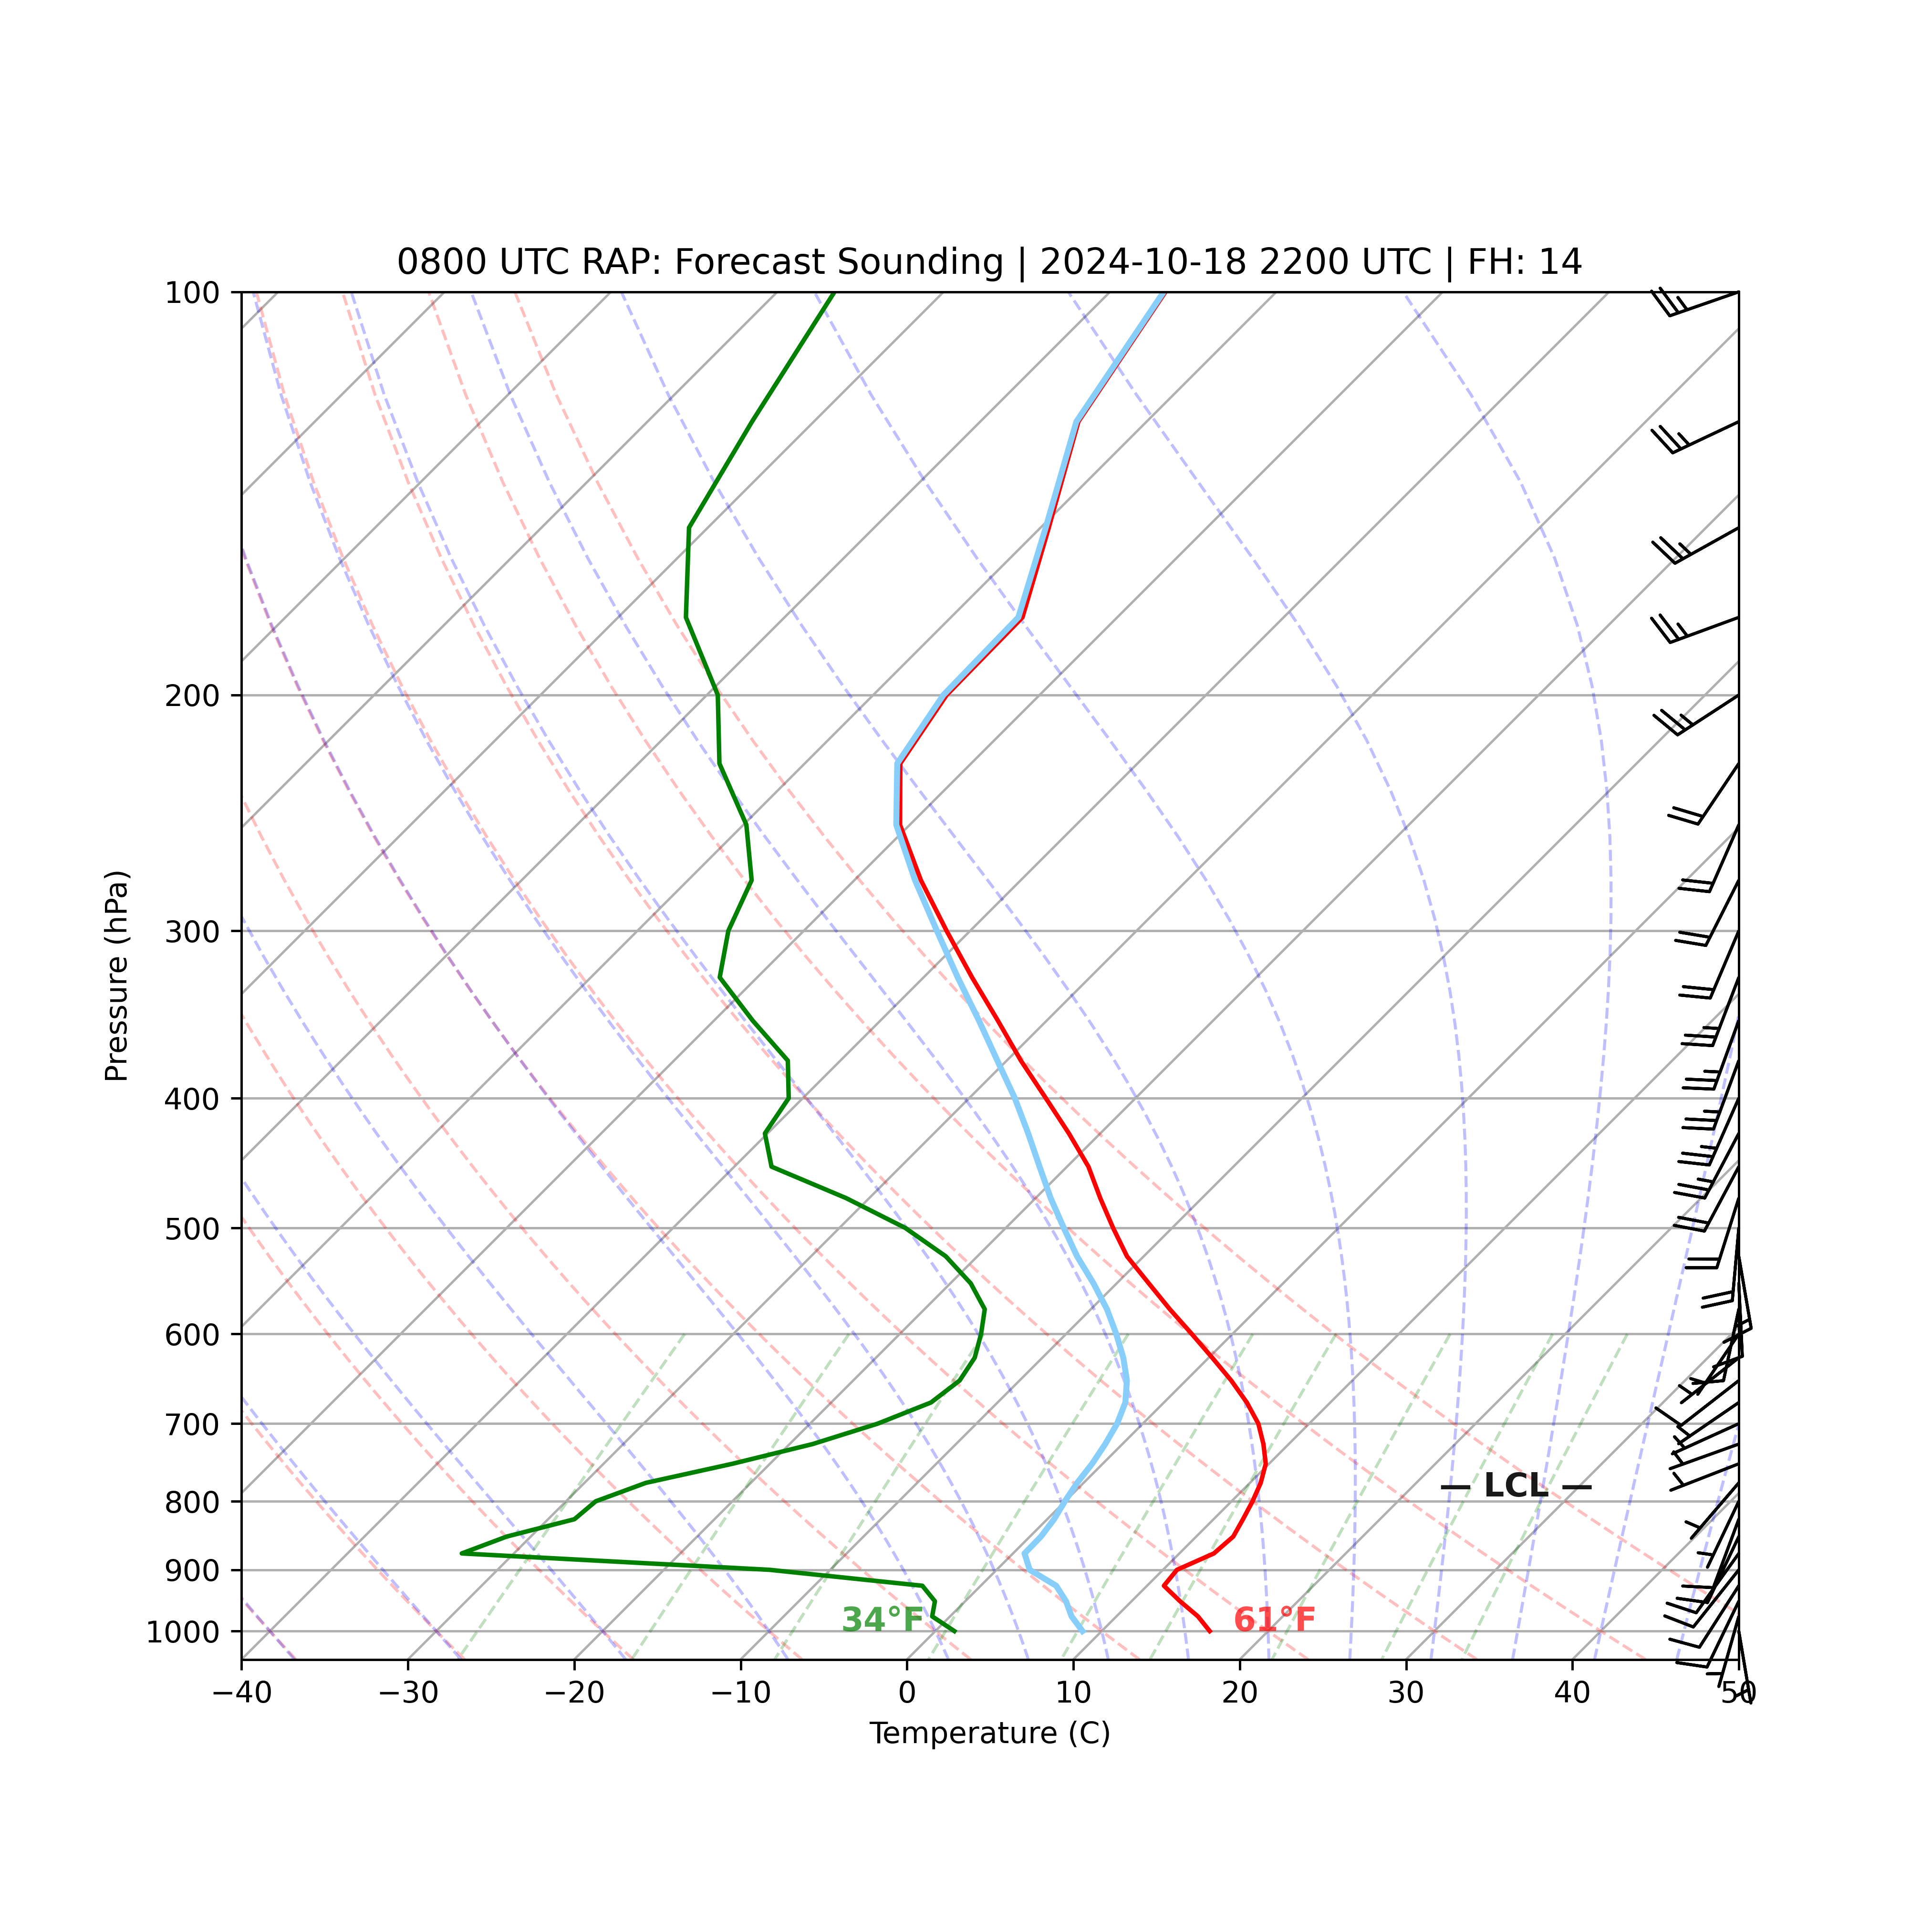 0800 UTC RAP: Forecast Sounding | 2024-10-18 2200 UTC | FH: 14
100
200
300
400
500
600
700
800
900
1000
Pressure (hPa)
— LCL —
34°F
61°F
−40 −30 −20 −10 0 10 20 30 40 50
Temperature (C)